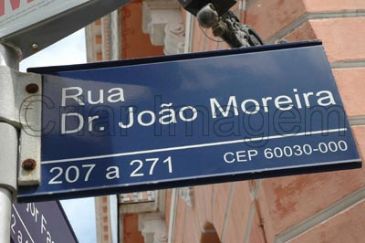 Rua
Dr. João Moreira
207 a 271
CEP 60030-000